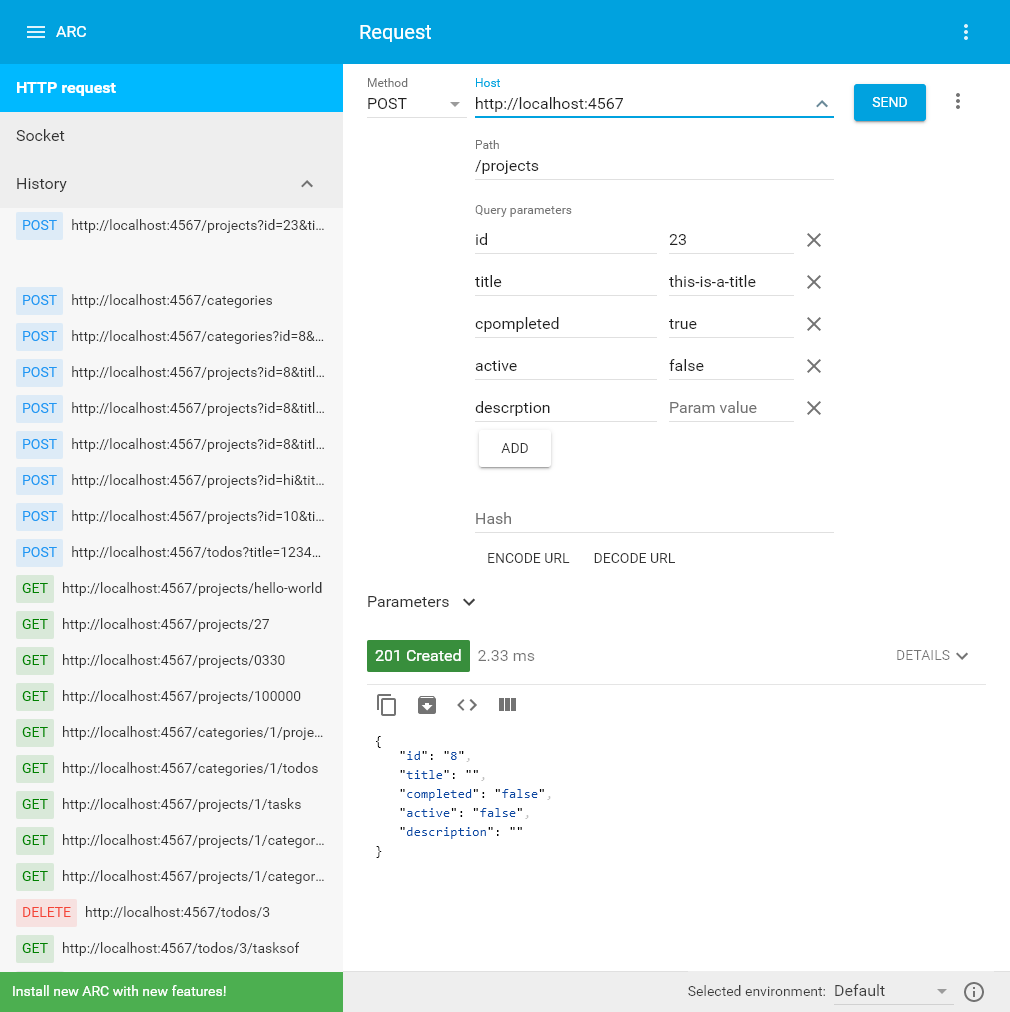 ARC
Request
HTTP request
Socket
History
POST http://localhost:4567/projects?id=23&ti...
POST http://localhost:4567/categories
POST http://localhost:4567/categories?id=8&...
POST http://localhost:4567/projects?id=8&titl...
POST http://localhost:4567/projects?id=8&titl...
POST http://localhost:4567/projects?id=8&titl...
POST http://localhost:4567/projects?id=hi&tit...
POST http://localhost:4567/projects?id=10&ti...
POST http://localhost:4567/todos?title=1234...
GET http://localhost:4567/projects/hello-world
GET http://localhost:4567/projects/27
GET http://localhost:4567/projects/0330
GET http://localhost:4567/projects/100000
GET http://localhost:4567/categories/1/proje...
GET http://localhost:4567/categories/1/todos
GET http://localhost:4567/projects/1/tasks
GET http://localhost:4567/projects/1/categor...
GET http://localhost:4567/projects/1/categor...
DELETE http://localhost:4567/todos/3
GET http://localhost:4567/todos/3/tasksof
Install new ARC with new features!
Method
POST
Host
http://localhost:4567
SEND
Path
/projects
Query parameters
id 23
title this-is-a-title
cpompleted true
active false
descrption Param value
ADD
Hash
ENCODE URL DECODE URL
Parameters
201 Created 2.33 ms DETAILS
{
"id": "8",
"title": "",
"completed": "false",
"active": "false",
"description": ""
}
Selected environment: Default